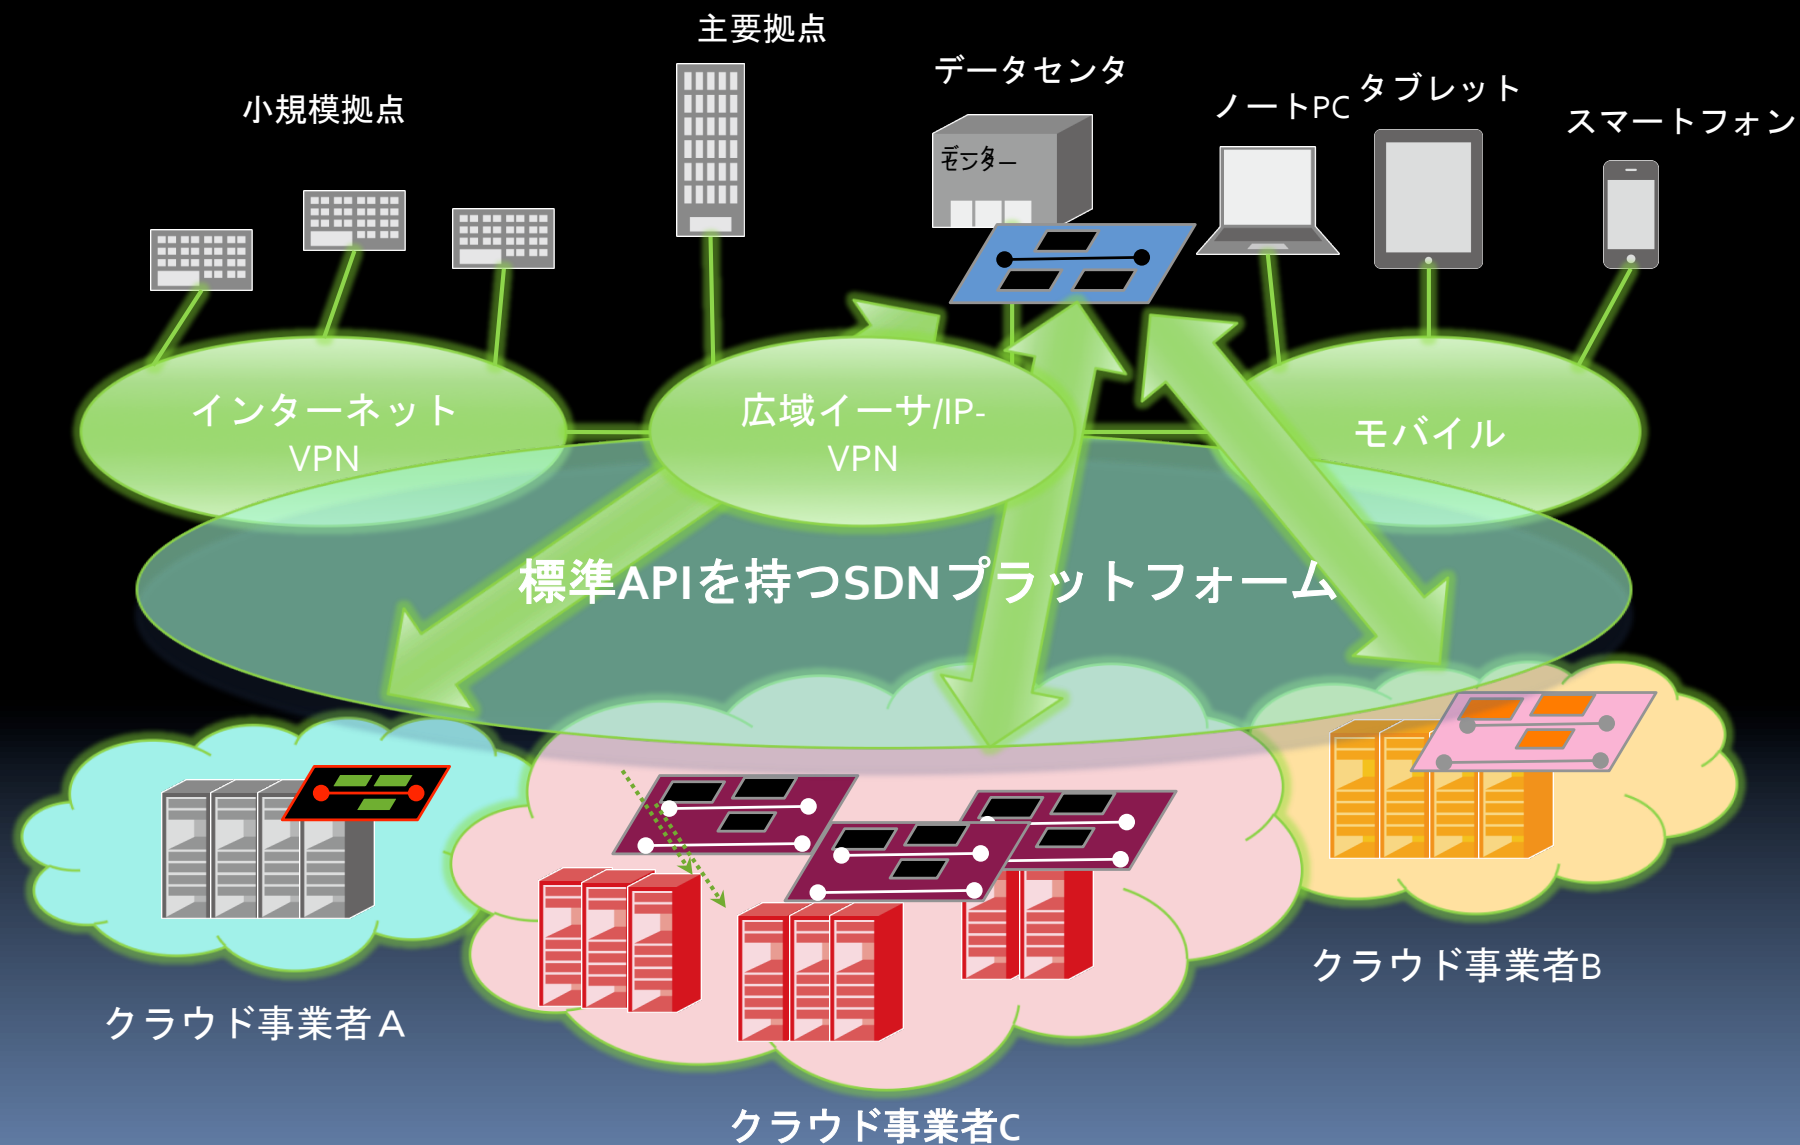 主要拠点
データセンタ
小規模拠点
ノートPC
タブレット
スマートフォン
データ
センター
インターネット
VPN
広域イーサ/IP-
VPN
モバイル
標準APIを持つSDNプラットフォーム
クラウド事業者A
クラウド事業者B
クラウド事業者C